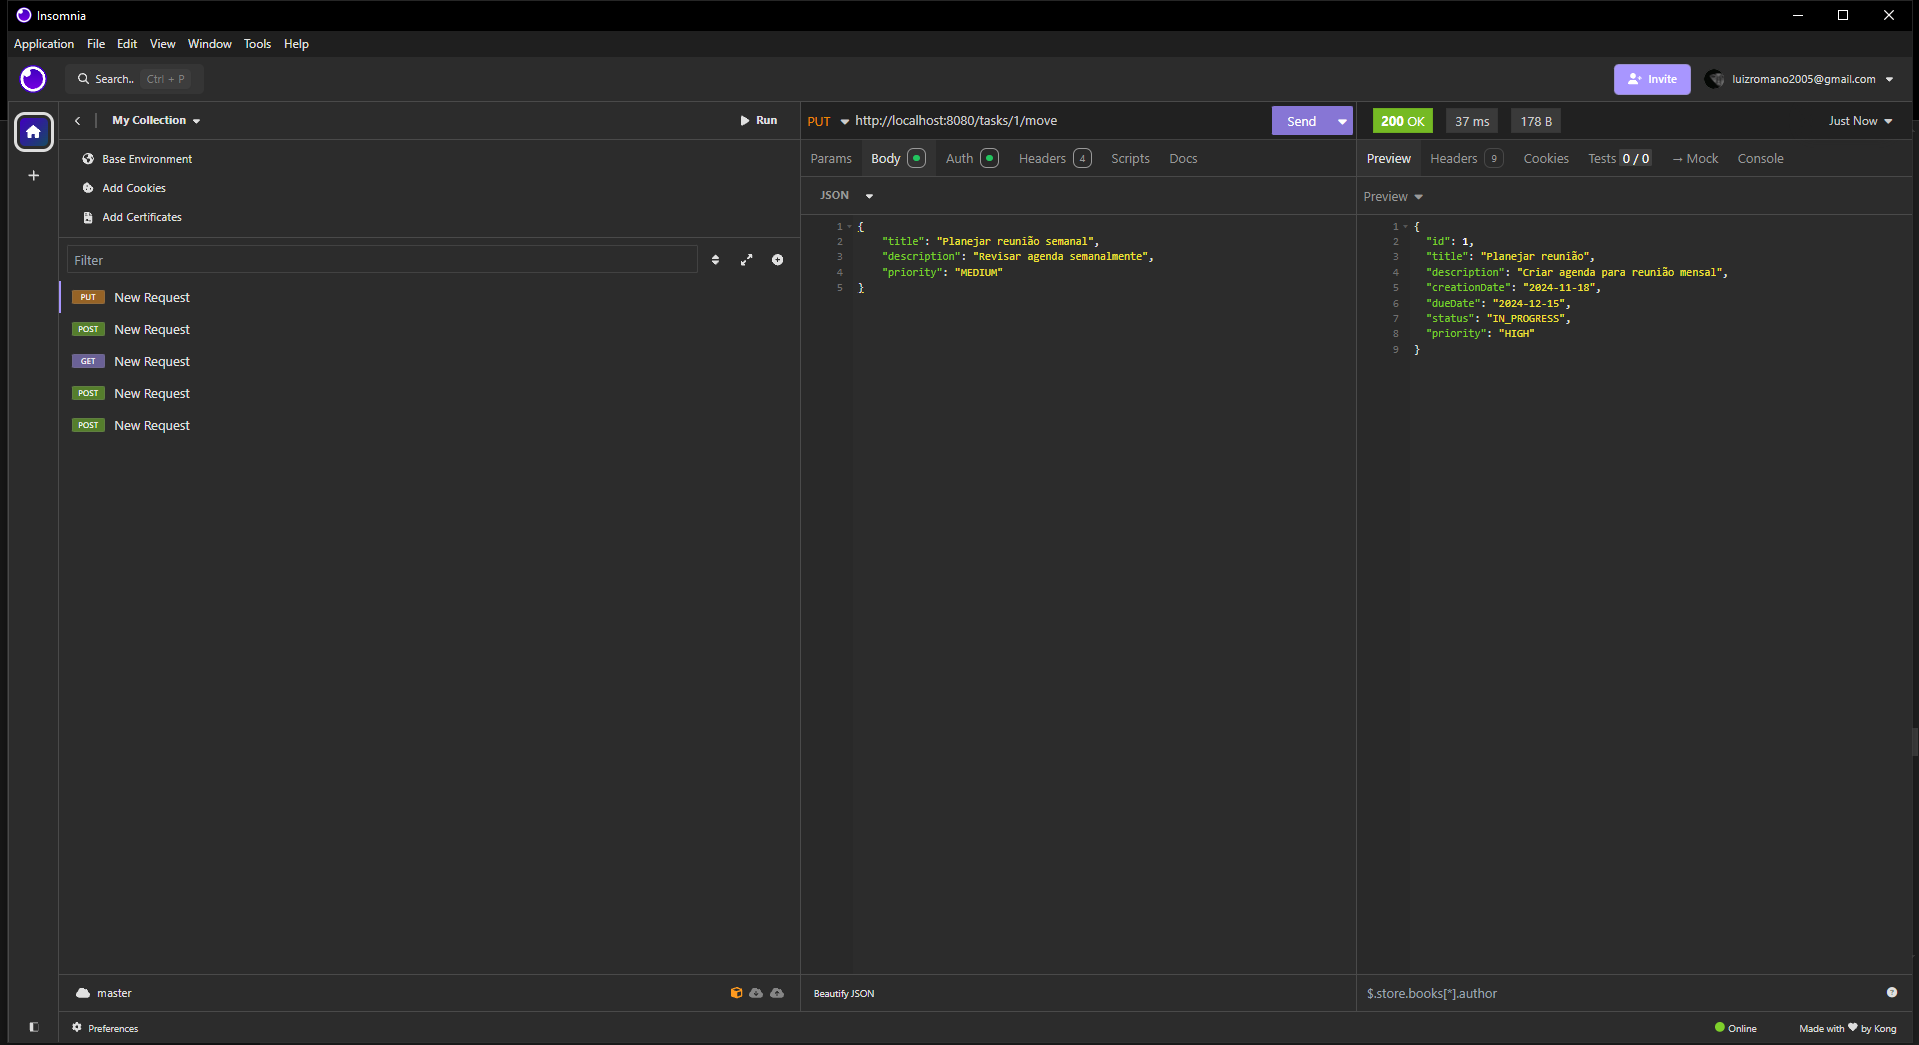 Insomnia
Application File Edit View Window Tools Help
Search.. Ctrl + P
Invite
luizromano2005@gmail.com
My Collection
Run
Base Environment
Add Cookies
Add Certificates
Filter
PUT New Request
POST New Request
GET New Request
POST New Request
POST New Request
master
Preferences
PUT http://localhost:8080/tasks/1/move
Send
Params Body Auth Headers 4 Scripts Docs
JSON
1 {
2 "title": "Planejar reunião semanal",
3 "description": "Revisar agenda semanalmente",
4 "priority": "MEDIUM"
5 }
Beautify JSON
200 OK 37 ms 178 B
Just Now
Preview Headers 9 Cookies Tests 0 / 0 → Mock Console
Preview
1 {
2 "id": 1,
3 "title": "Planejar reunião",
4 "description": "Criar agenda para reunião mensal",
5 "creationDate": "2024-11-18",
6 "dueDate": "2024-12-15",
7 "status": "IN_PROGRESS",
8 "priority": "HIGH"
9 }
$.store.books[*].author
Online
Made with ♥ by Kong